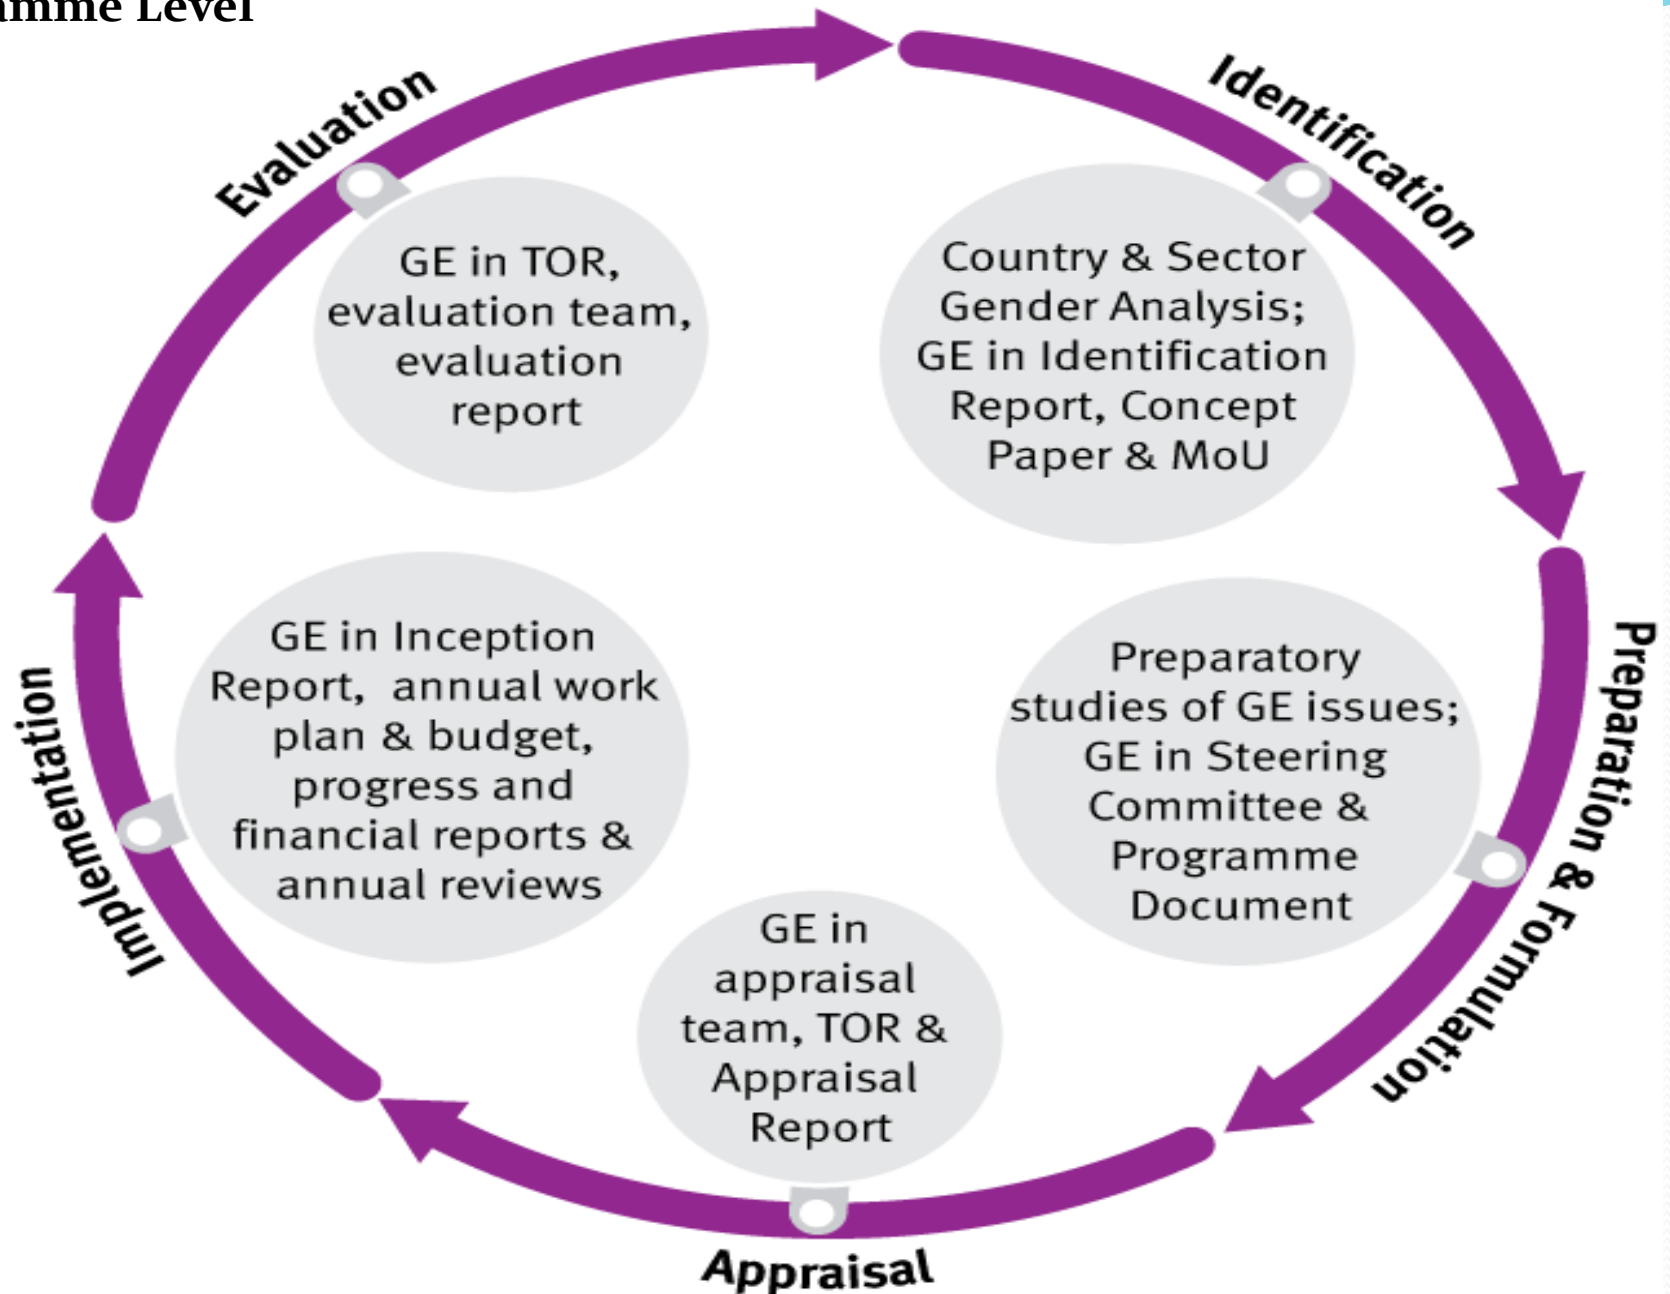 amme Level
Evaluation
Identification
GE in TOR,
evaluation team,
evaluation
report
Country & Sector
Gender Analysis;
GE in Identification
Report, Concept
Paper & MoU
Preparation & Formulation
Preparatory
studies of GE issues;
GE in Steering
Committee &
Programme
Document
Implementation
GE in Inception
Report, annual work
plan & budget,
progress and
financial reports &
annual reviews
GE in
appraisal
team, TOR &
Appraisal
Report
Appraisal